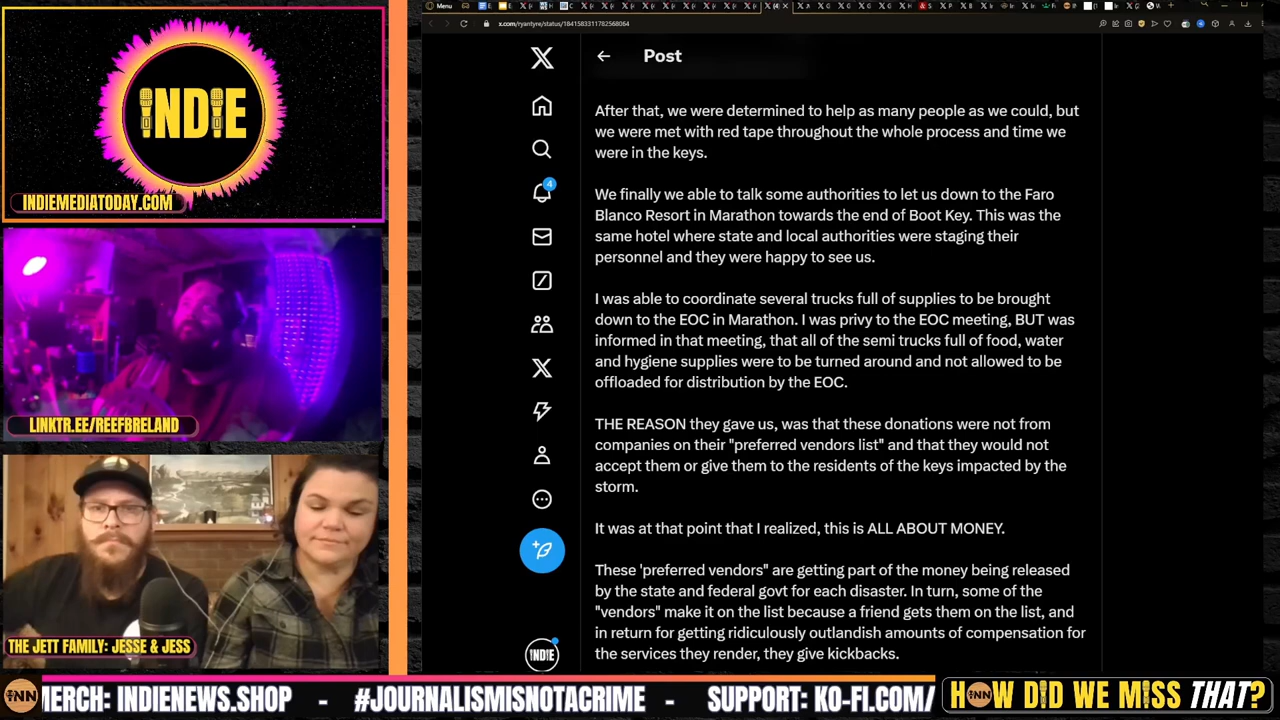 Menu
x.com/ryantyre/status/1841583311782568064
INDIE
INDIEMEDIATODAY.COM
LINKTR.EE/REEFBRELAND
THE JETT FAMILY: JESSE & JESS
Post
4
After that, we were determined to help as many people as we could, but
we were met with red tape throughout the whole process and time we
were in the keys.
We finally we able to talk some authorities to let us down to the Faro
Blanco Resort in Marathon towards the end of Boot Key. This was the
same hotel where state and local authorities were staging their
personnel and they were happy to see us.
I was able to coordinate several trucks full of supplies to be brought
down to the EOC in Marathon. I was privy to the EOC meeting, BUT was
informed in that meeting, that all of the semi trucks full of food, water
and hygiene supplies were to be turned around and not allowed to be
offloaded for distribution by the EOC.
THE REASON they gave us, was that these donations were not from
companies on their "preferred vendors list" and that they would not
accept them or give them to the residents of the keys impacted by the
storm.
It was at that point that I realized, this is ALL ABOUT MONEY.
These 'preferred vendors" are getting part of the money being released
by the state and federal govt for each disaster. In turn, some of the
"vendors" make it on the list because a friend gets them on the list, and
in return for getting ridiculously outlandish amounts of compensation for
the services they render, they give kickbacks.
INDIE
INN
MERCH: INDIENEWS.SHOP - #JOURNALISMISNOTACRIME - SUPPORT: KO-FI.COM/
HOW DID WE MISS THAT?